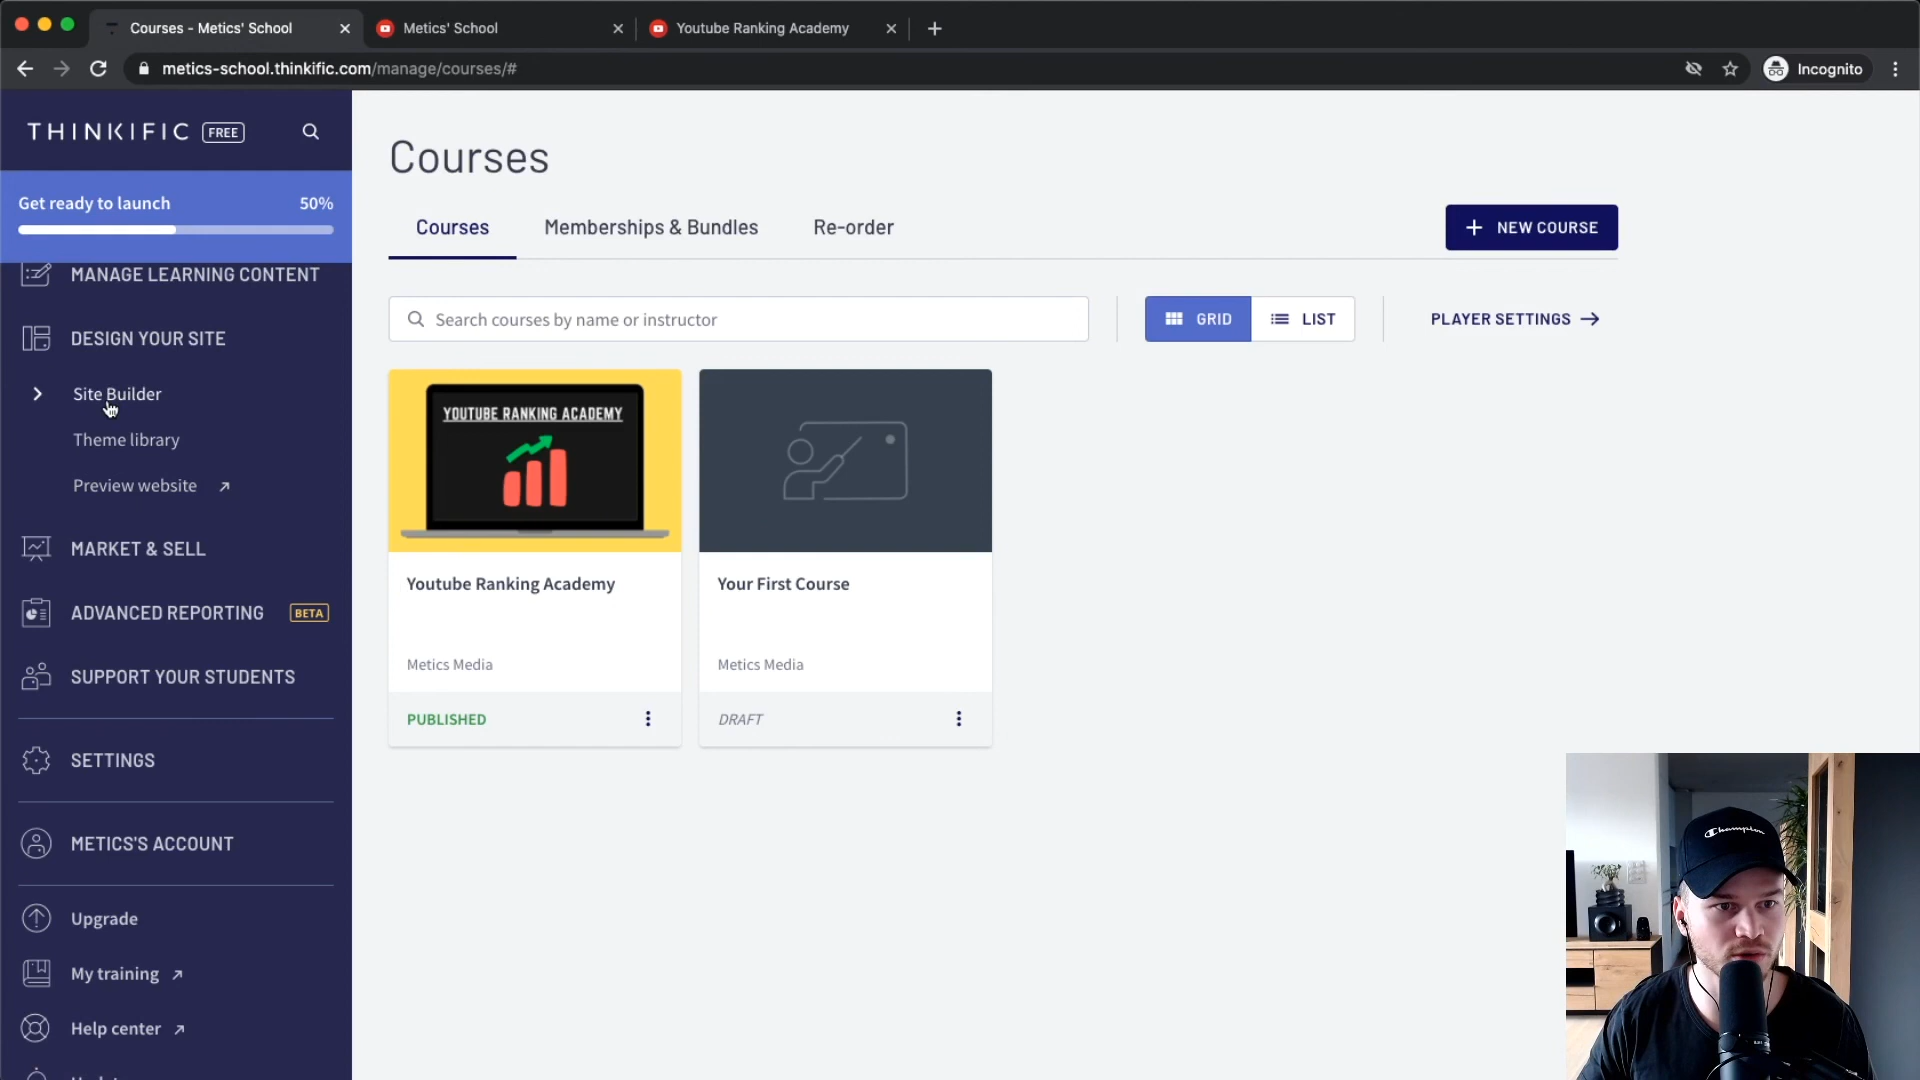 Courses - Metics' School
Metics' School
Youtube Ranking Academy
metics-school.thinkific.com/manage/courses/#
Incognito
THINKIFIC FREE
Get ready to launch 50%
MANAGE LEARNING CONTENT
DESIGN YOUR SITE
Site Builder
Theme library
Preview website
MARKET & SELL
ADVANCED REPORTING BETA
SUPPORT YOUR STUDENTS
SETTINGS
METICS'S ACCOUNT
Upgrade
My training
Help center
Courses
Courses Memberships & Bundles Re-order
+ NEW COURSE
Search courses by name or instructor
GRID LIST
PLAYER SETTINGS
YOUTUBE RANKING ACADEMY
Youtube Ranking Academy
Metics Media
PUBLISHED
Your First Course
Metics Media
DRAFT
Champion